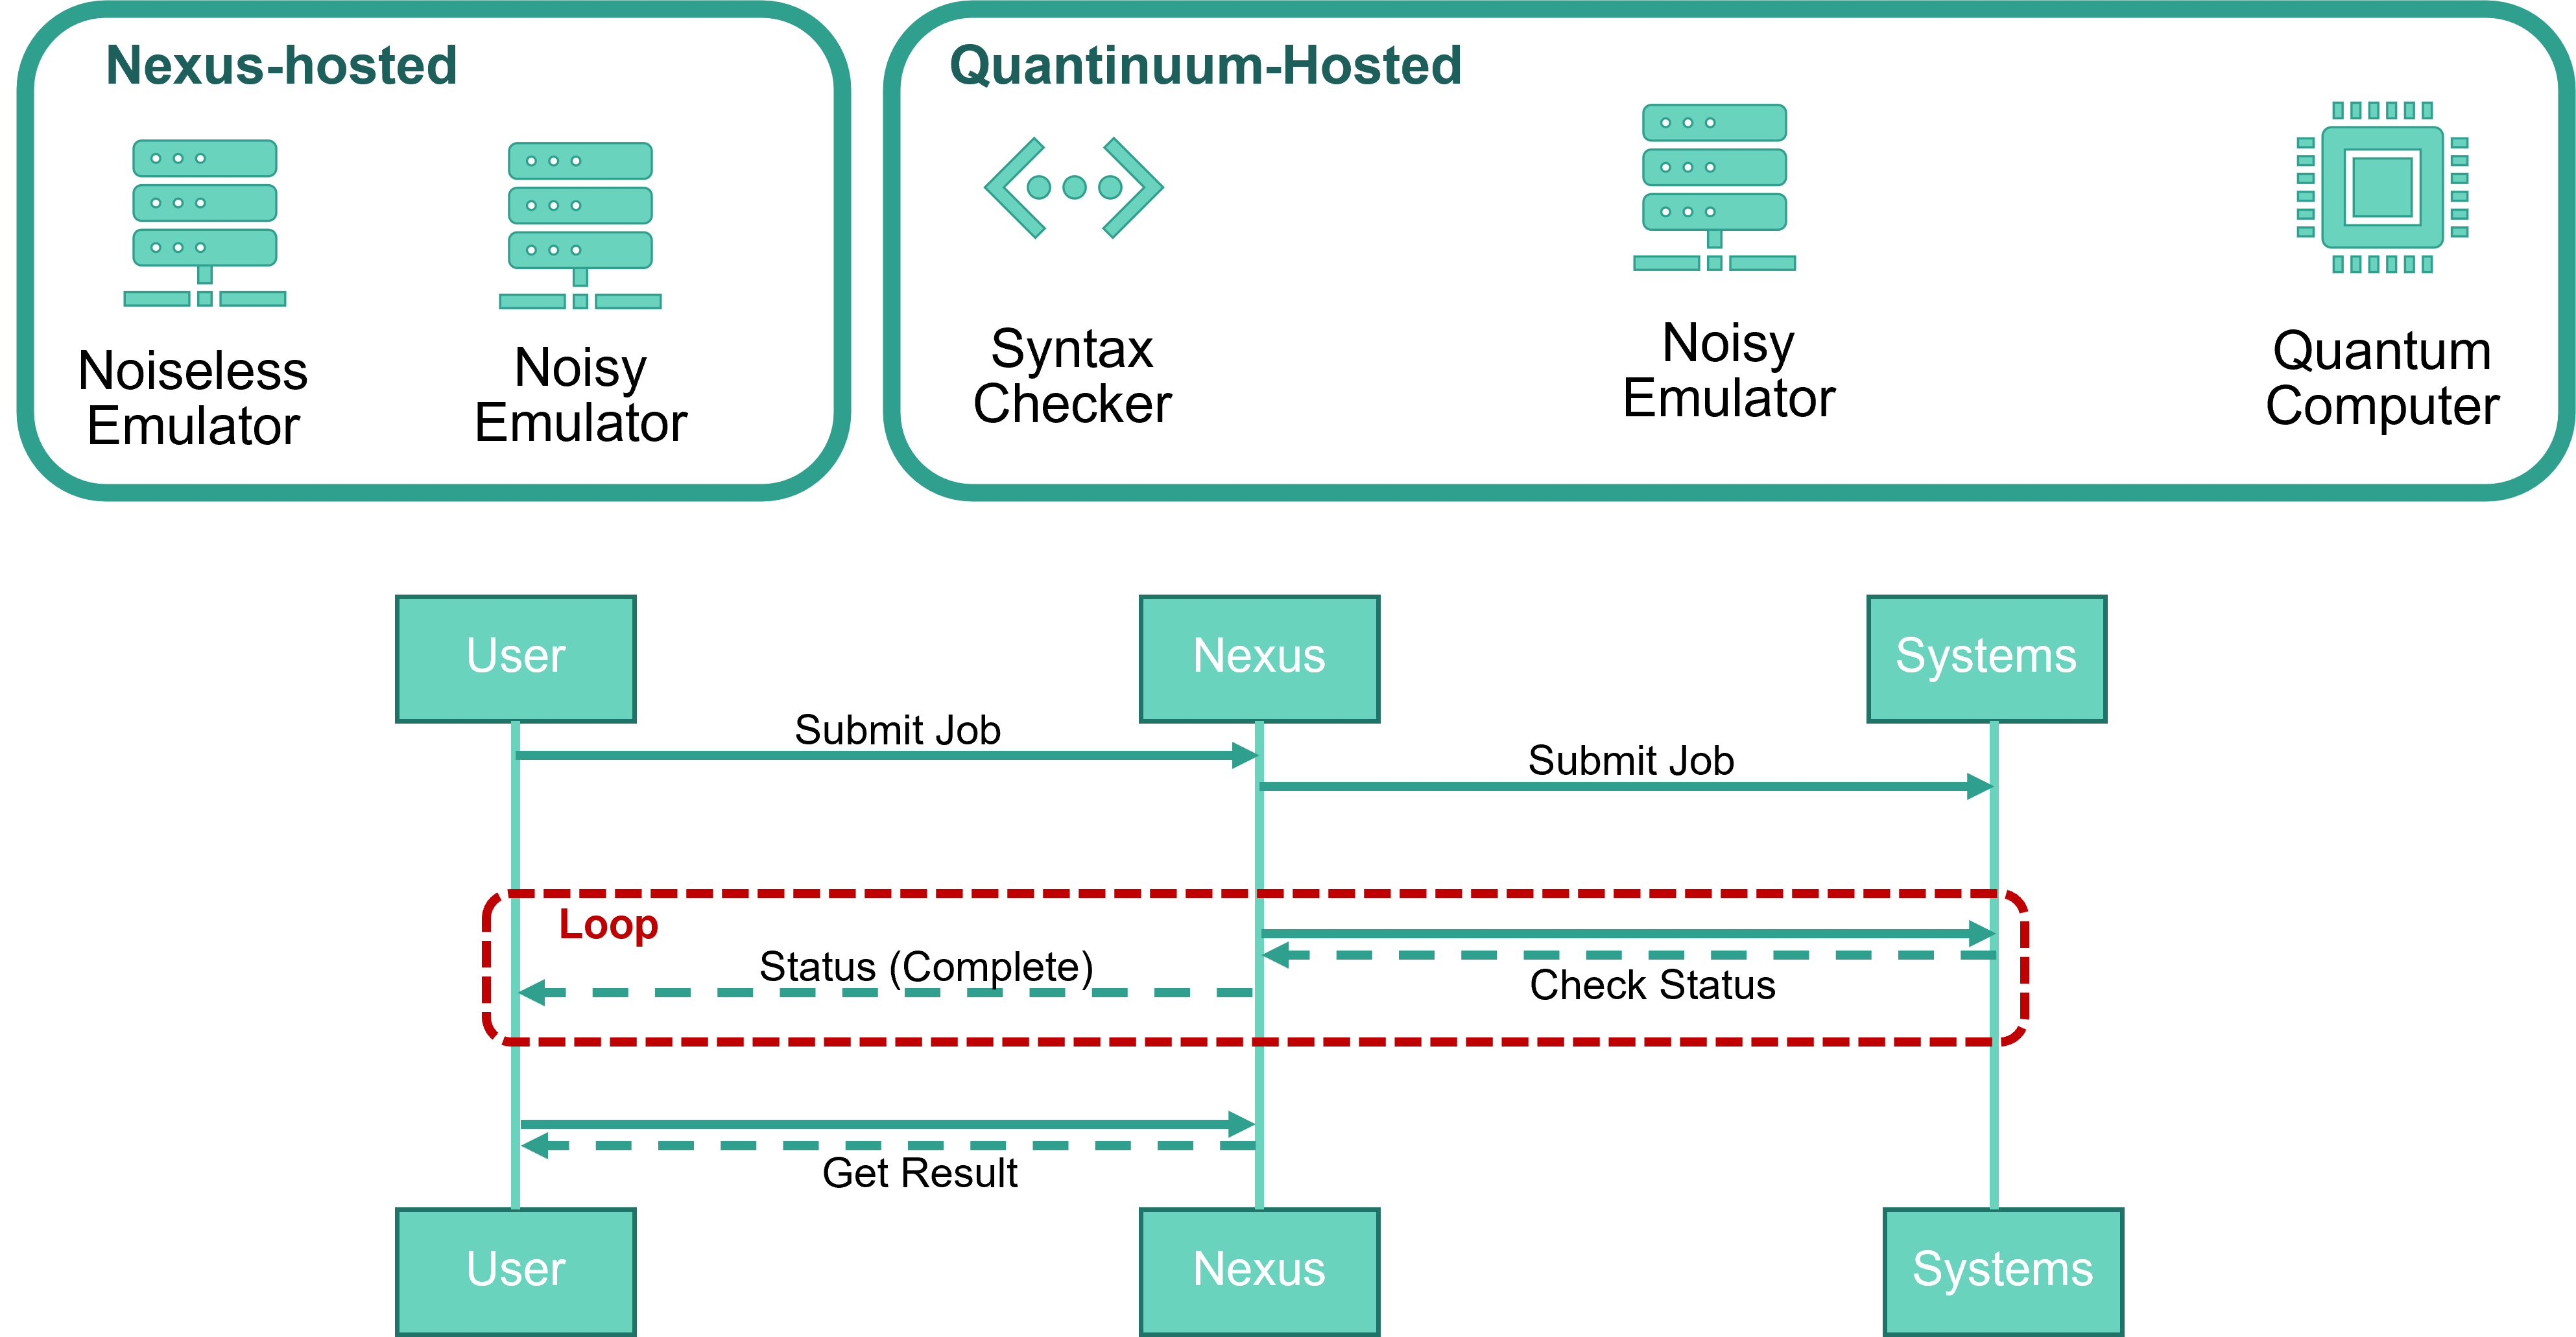 Nexus-hosted
Noiseless
Emulator
Noisy
Emulator
Quantinuum-Hosted
Syntax
Checker
Noisy
Emulator
Quantum
Computer
User
Nexus
Systems
Submit Job
Submit Job
Loop
Status (Complete)
Check Status
Get Result
User
Nexus
Systems